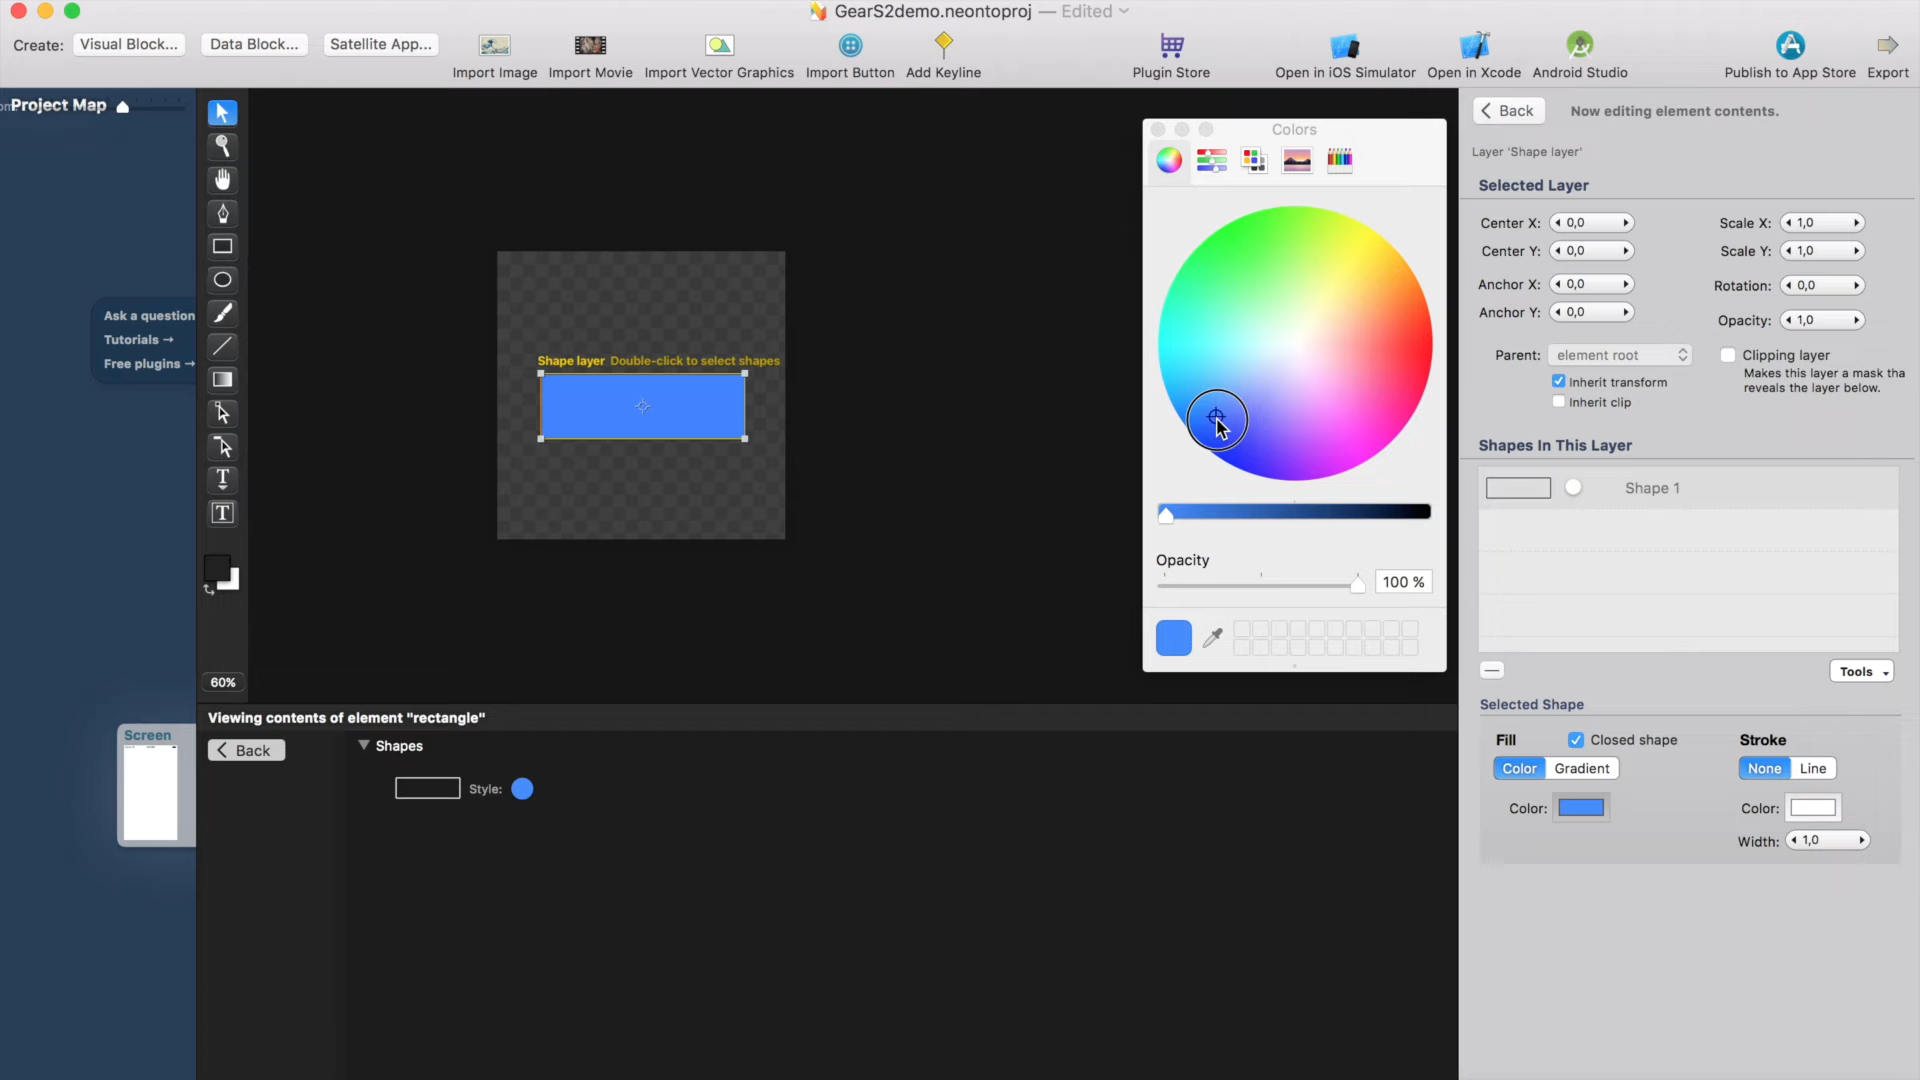 GearS2demo.neontoproj — Edited
Create: Visual Block... Data Block... Satellite App...
Import Image Import Movie Import Vector Graphics Import Button Add Keyline Plugin Store Open in iOS Simulator Open in Xcode Android Studio Publish to App Store Export
Project Map
Ask a question
Tutorials →
Free plugins →
Screen
60%
Shape layer Double-click to select shapes
Colors
Opacity
100 %
Back Now editing element contents.
Layer 'Shape layer'
Selected Layer
Center X: 0,0 Scale X: 1,0
Center Y: 0,0 Scale Y: 1,0
Anchor X: 0,0 Rotation: 0,0
Anchor Y: 0,0 Opacity: 1,0
Parent: element root Clipping layer
Makes this layer a mask tha
reveals the layer below.
Inherit transform
Inherit clip
Shapes In This Layer
Shape 1
Tools
Selected Shape
Fill Closed shape Stroke
Color Gradient None Line
Color: Color:
Width: 1,0
Viewing contents of element "rectangle"
Back Shapes
Style: